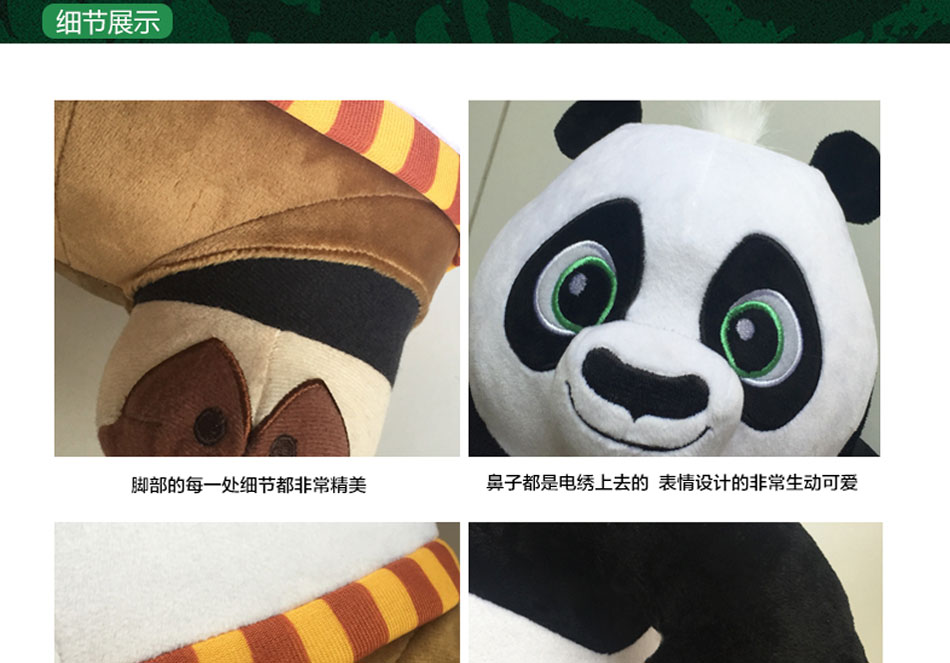 细节展示
脚部的每一处细节都非常精美
鼻子都是电绣上去的 表情设计的非常生动可爱